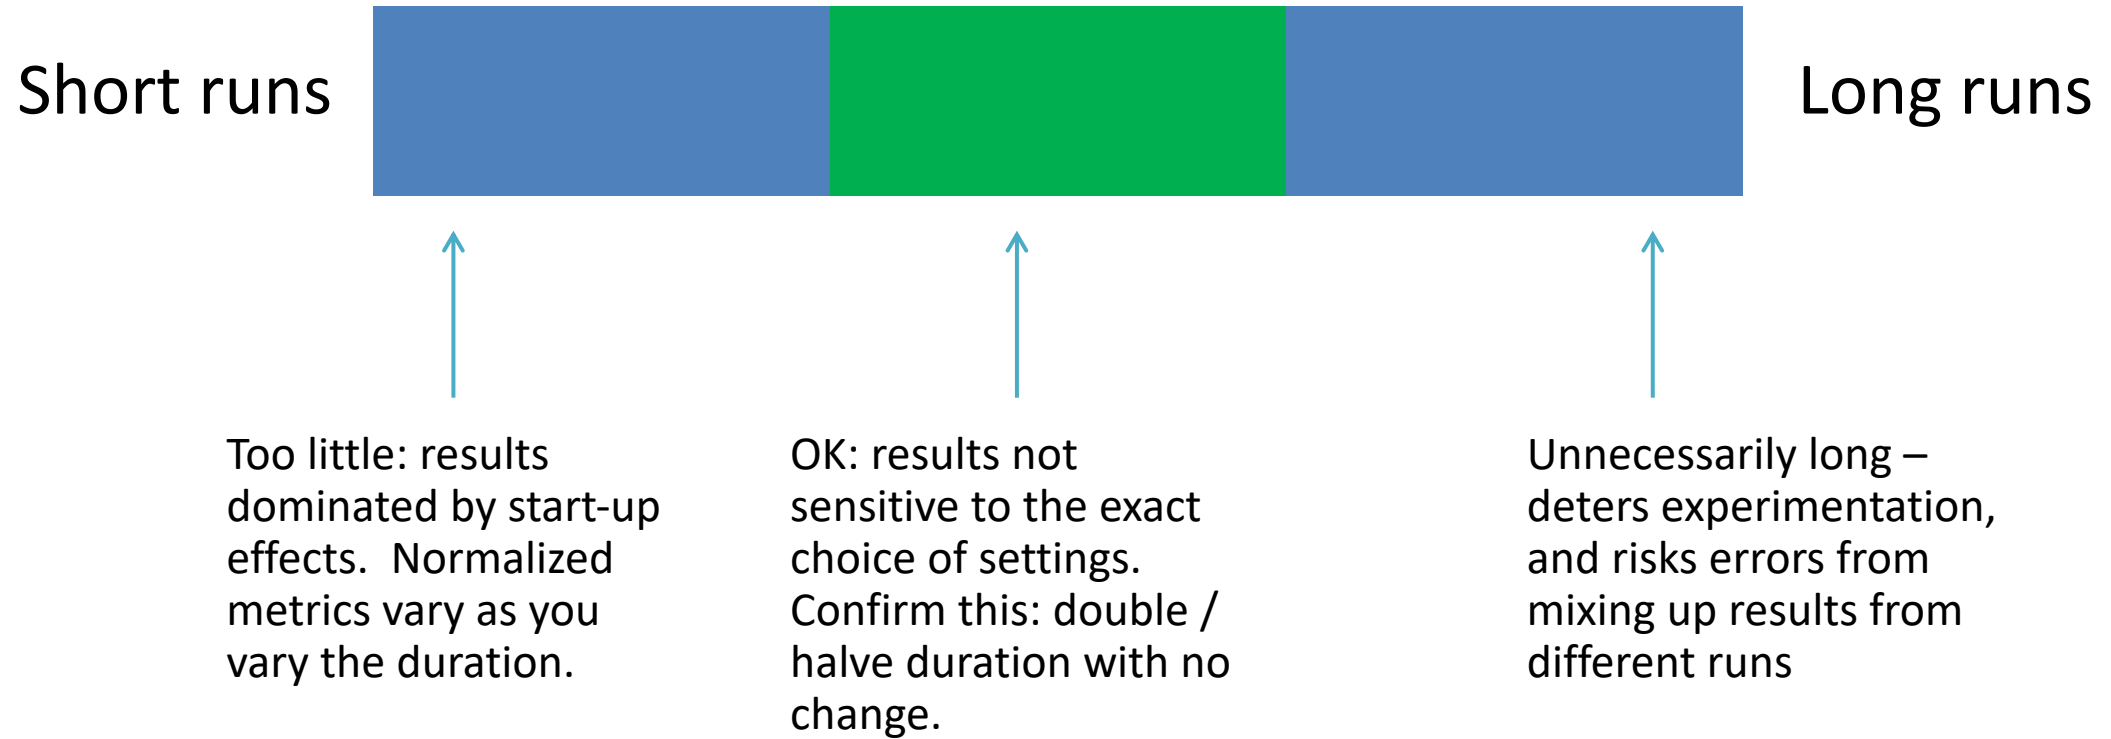 Short runs
Long runs
Too little: results
dominated by start-up
effects.  Normalized
metrics vary as you
vary the duration.
OK: results not
sensitive to the exact
choice of settings.
Confirm this: double /
halve duration with no
change.
Unnecessarily long –
deters experimentation,
and risks errors from
mixing up results from
different runs